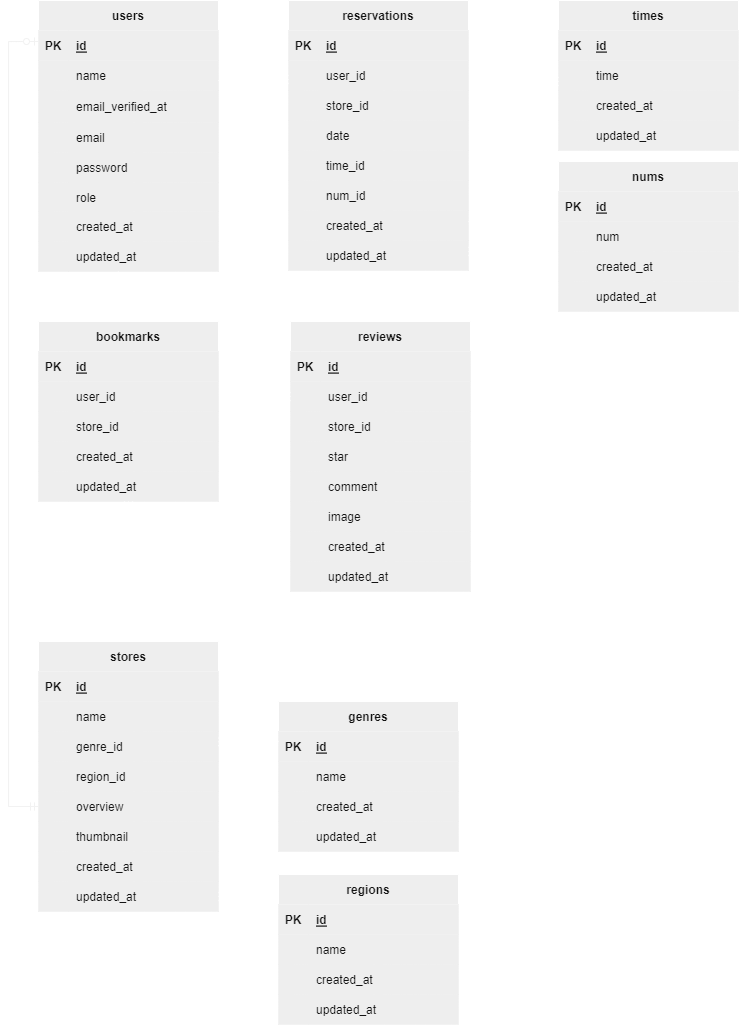 users
PK id
name
email_verified_at
email
password
role
created_at
updated_at
reservations
PK id
user_id
store_id
date
time_id
num_id
created_at
updated_at
times
PK id
time
created_at
updated_at
nums
PK id
num
created_at
updated_at
bookmarks
PK id
user_id
store_id
created_at
updated_at
reviews
PK id
user_id
store_id
star
comment
image
created_at
updated_at
stores
PK id
name
genre_id
region_id
overview
thumbnail
created_at
updated_at
genres
PK id
name
created_at
updated_at
regions
PK id
name
created_at
updated_at